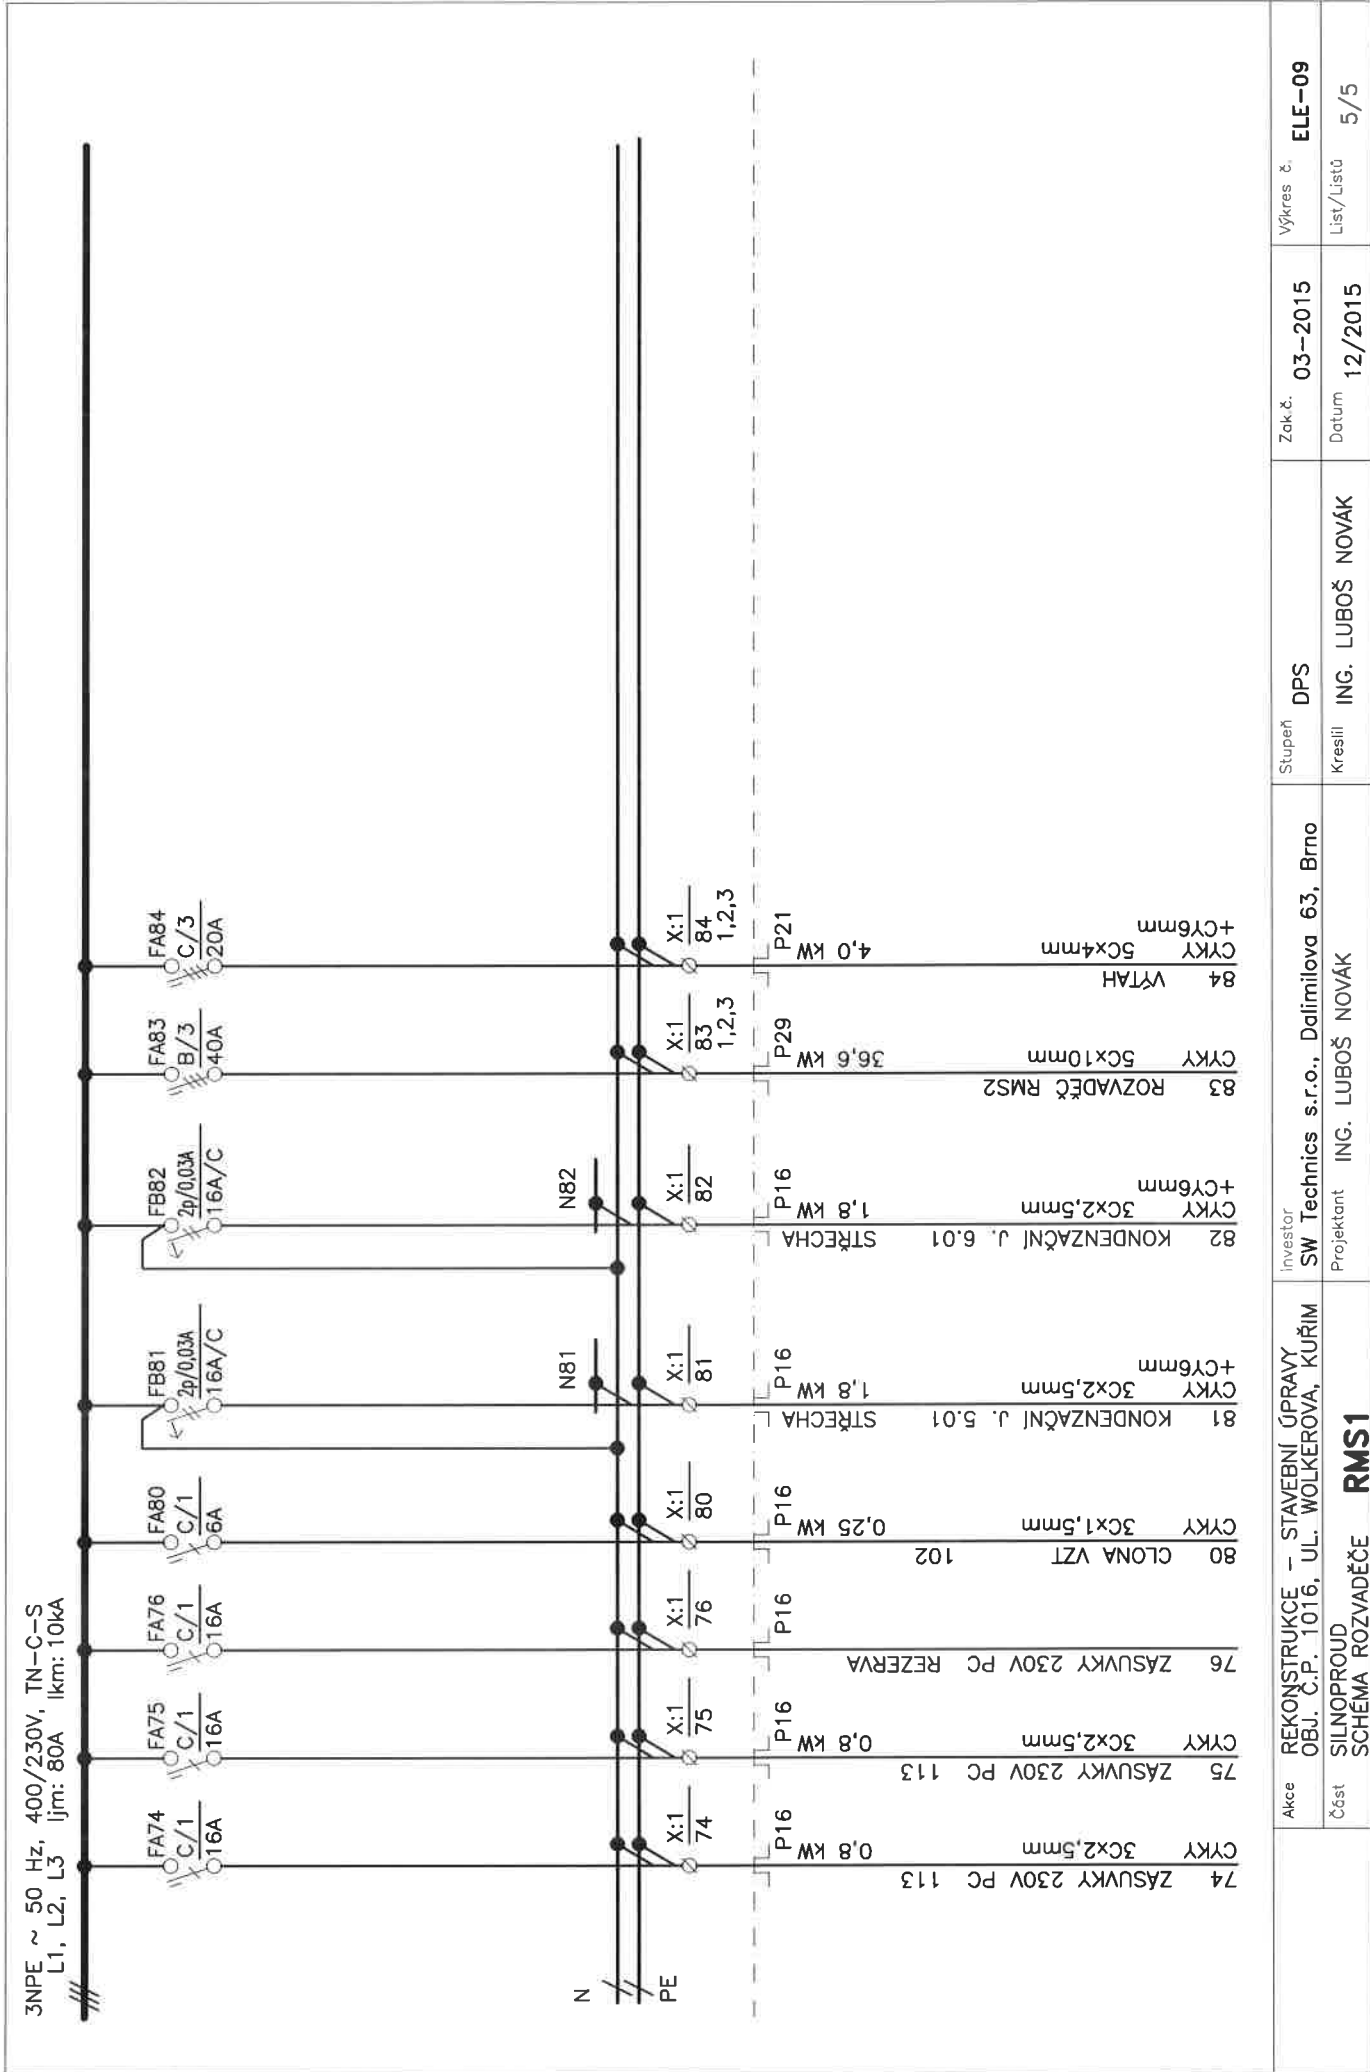 3NPE ~ 50 Hz, 400/230V, TN-C-S
L1, L2, L3 Ijm: 80A Ikm: 10kA
FA74
C/1
16A
FA75
C/1
16A
FA76
C/1
16A
FA80
C/1
6A
FB81
2p/0,03A
16A/C
FB82
2p/0,03A
16A/C
FA83
B/3
40A
FA84
C/3
20A
N
PE
N81
N82
X:1
74
X:1
75
X:1
76
X:1
80
X:1
81
X:1
82
X:1
83
1,2,3
X:1
84
1,2,3
P16
P16
P16
P16
P16
P16
P29
P21
74 ZÁSUVKY 230V PC 113
CYKY 3Cx2,5mm 0,8 kW
75 ZÁSUVKY 230V PC 113
CYKY 3Cx2,5mm 0,8 kW
76 ZÁSUVKY 230V PC REZERVA
80 CLONA VZT 102
CYKY 3Cx1,5mm 0,25 kW
81 KONDENZAČNÍ J. 5.01 STŘECHA
CYKY 3Cx2,5mm 1,8 kW
+CY6mm
82 KONDENZAČNÍ J. 6.01 STŘECHA
CYKY 3Cx2,5mm 1,8 kW
+CY6mm
83 ROZVADĚČ RMS2
CYKY 5Cx10mm 36,6 kW
84 VÝTAH
CYKY 5Cx4mm 4,0 kW
+CY6mm
Akce
REKONSTRUKCE - STAVEBNÍ ÚPRAVY
OBJ. Č.P. 1016, UL. WOLKEROVA, KUŘIM
Část
SILNOPROUD
SCHÉMA ROZVADĚČE RMS1
Investor
SW Technics s.r.o., Dalimilova 63, Brno
Projektant ING. LUBOŠ NOVÁK
Stupeň DPS
Kreslil ING. LUBOŠ NOVÁK
Zak.č. 03-2015
Datum 12/2015
Výkres č. ELE-09
List/Listů 5/5